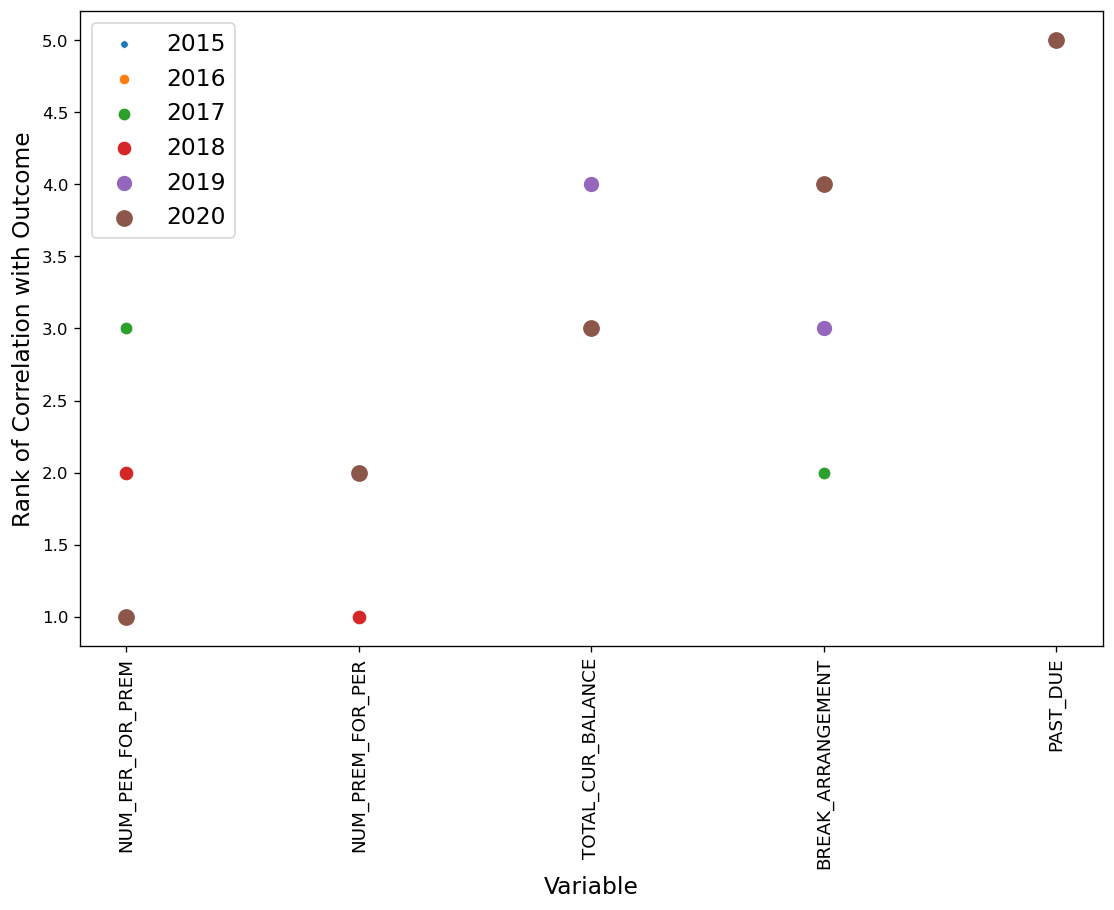 5.0
4.5
4.0
3.5
3.0
2.5
2.0
1.5
1.0
Rank of Correlation with Outcome
2015
2016
2017
2018
2019
2020
NUM_PER_FOR_PREM
NUM_PREM_FOR_PER
TOTAL_CUR_BALANCE
BREAK_ARRANGEMENT
PAST_DUE
Variable